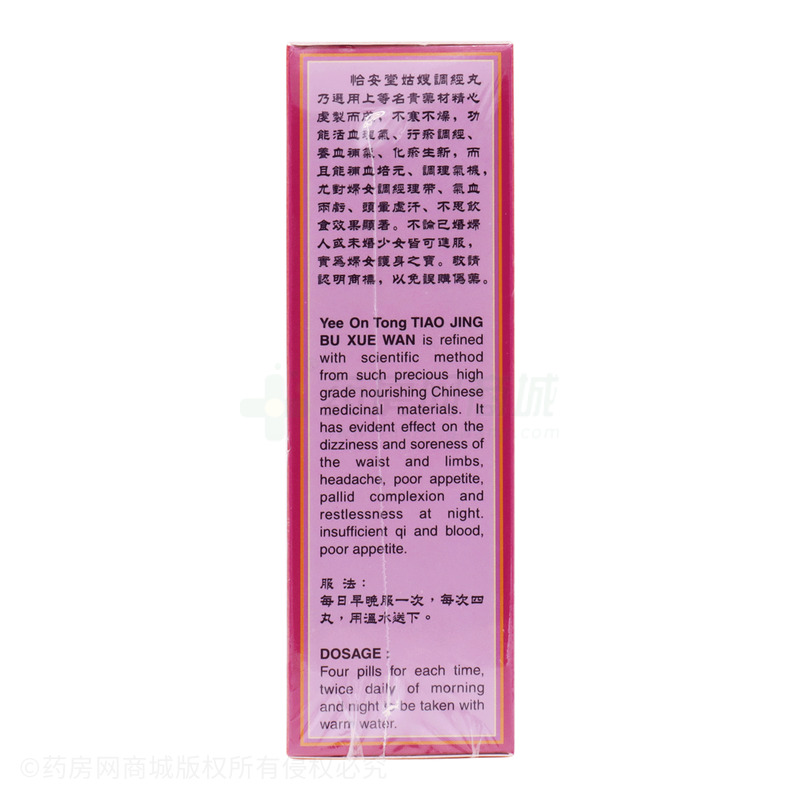 怡安堂姑嫂調經丸
乃選用上等名貴藥材精心
虔製而成，不寒不燥，功
能活血理氣、行瘀調經、
養血補氣、化瘀生新，而
且能補血培元、調理氣機，
尤對婦女調經理帶、氣血
兩虧、頭暈虛汗、不思飲
食效果顯著。不論已婚婦
人或未婚少女皆可進服，
實爲婦女護身之寶。敬請
認明商標，以免誤購僞藥。
Yee On Tong TIAO JING
BU XUE WAN is refined
with scientific method
from such precious high
grade nourishing Chinese
medicinal materials. It
has evident effect on the
dizziness and soreness of
the waist and limbs,
headache, poor appetite,
pallid complexion and
restlessness at night.
insufficient qi and blood,
poor appetite.
服法：
每日早晚服一次，每次四
丸，用溫水送下。
DOSAGE :
Four pills for each time,
twice daily of morning
and night to be taken with
warm water.
©药房网商城版权所有侵权必究